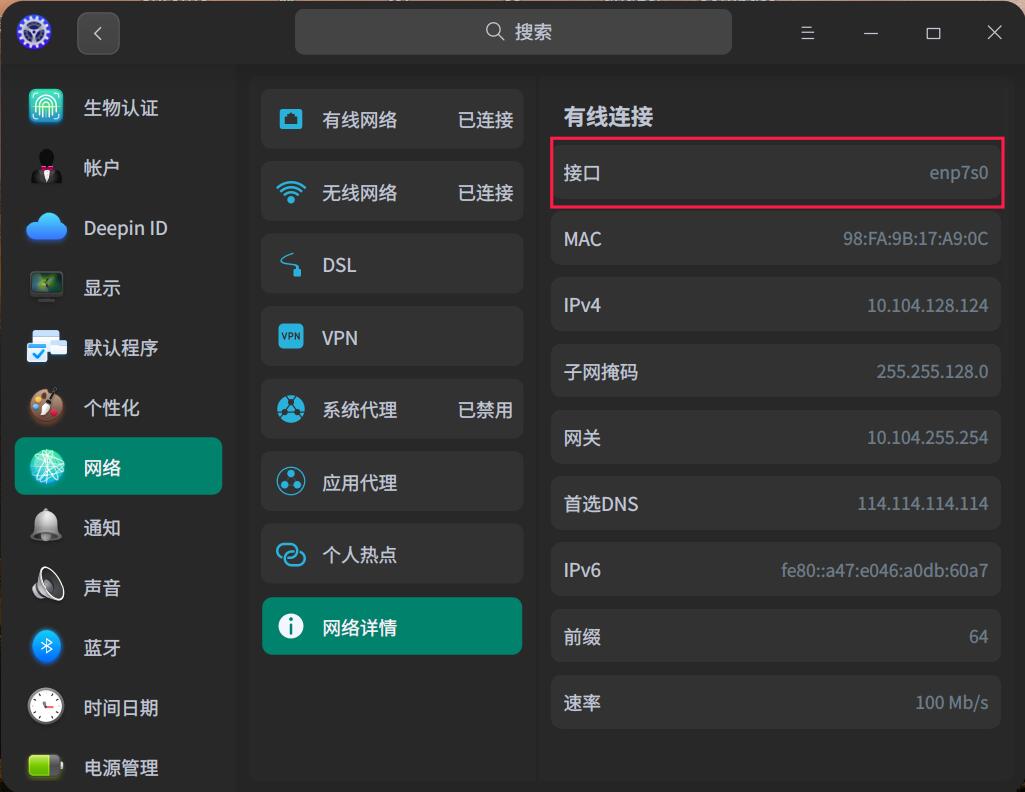 搜索
生物认证
帐户
Deepin ID
显示
默认程序
个性化
网络
通知
声音
蓝牙
时间日期
电源管理
有线网络 已连接
无线网络 已连接
DSL
VPN VPN
系统代理 已禁用
应用代理
个人热点
网络详情
有线连接
接口 enp7s0
MAC 98:FA:9B:17:A9:0C
IPv4 10.104.128.124
子网掩码 255.255.128.0
网关 10.104.255.254
首选DNS 114.114.114.114
IPv6 fe80::a47:e046:a0db:60a7
前缀 64
速率 100 Mb/s